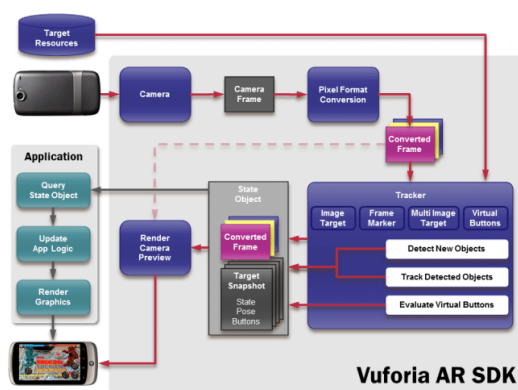 Target
Resources
Camera
Camera
Frame
Pixel Format
Conversion
Converted
Frame
Application
Query
State Object
Update
App Logic
Render
Graphics
Render
Camera
Preview
State
Object
Converted
Frame
Target
Snapshot
State
Pose
Buttons
Tracker
Image
Target
Frame
Marker
Multi Image
Target
Virtual
Buttons
Detect New Objects
Track Detected Objects
Evaluate Virtual Buttons
Vuforia AR SDK